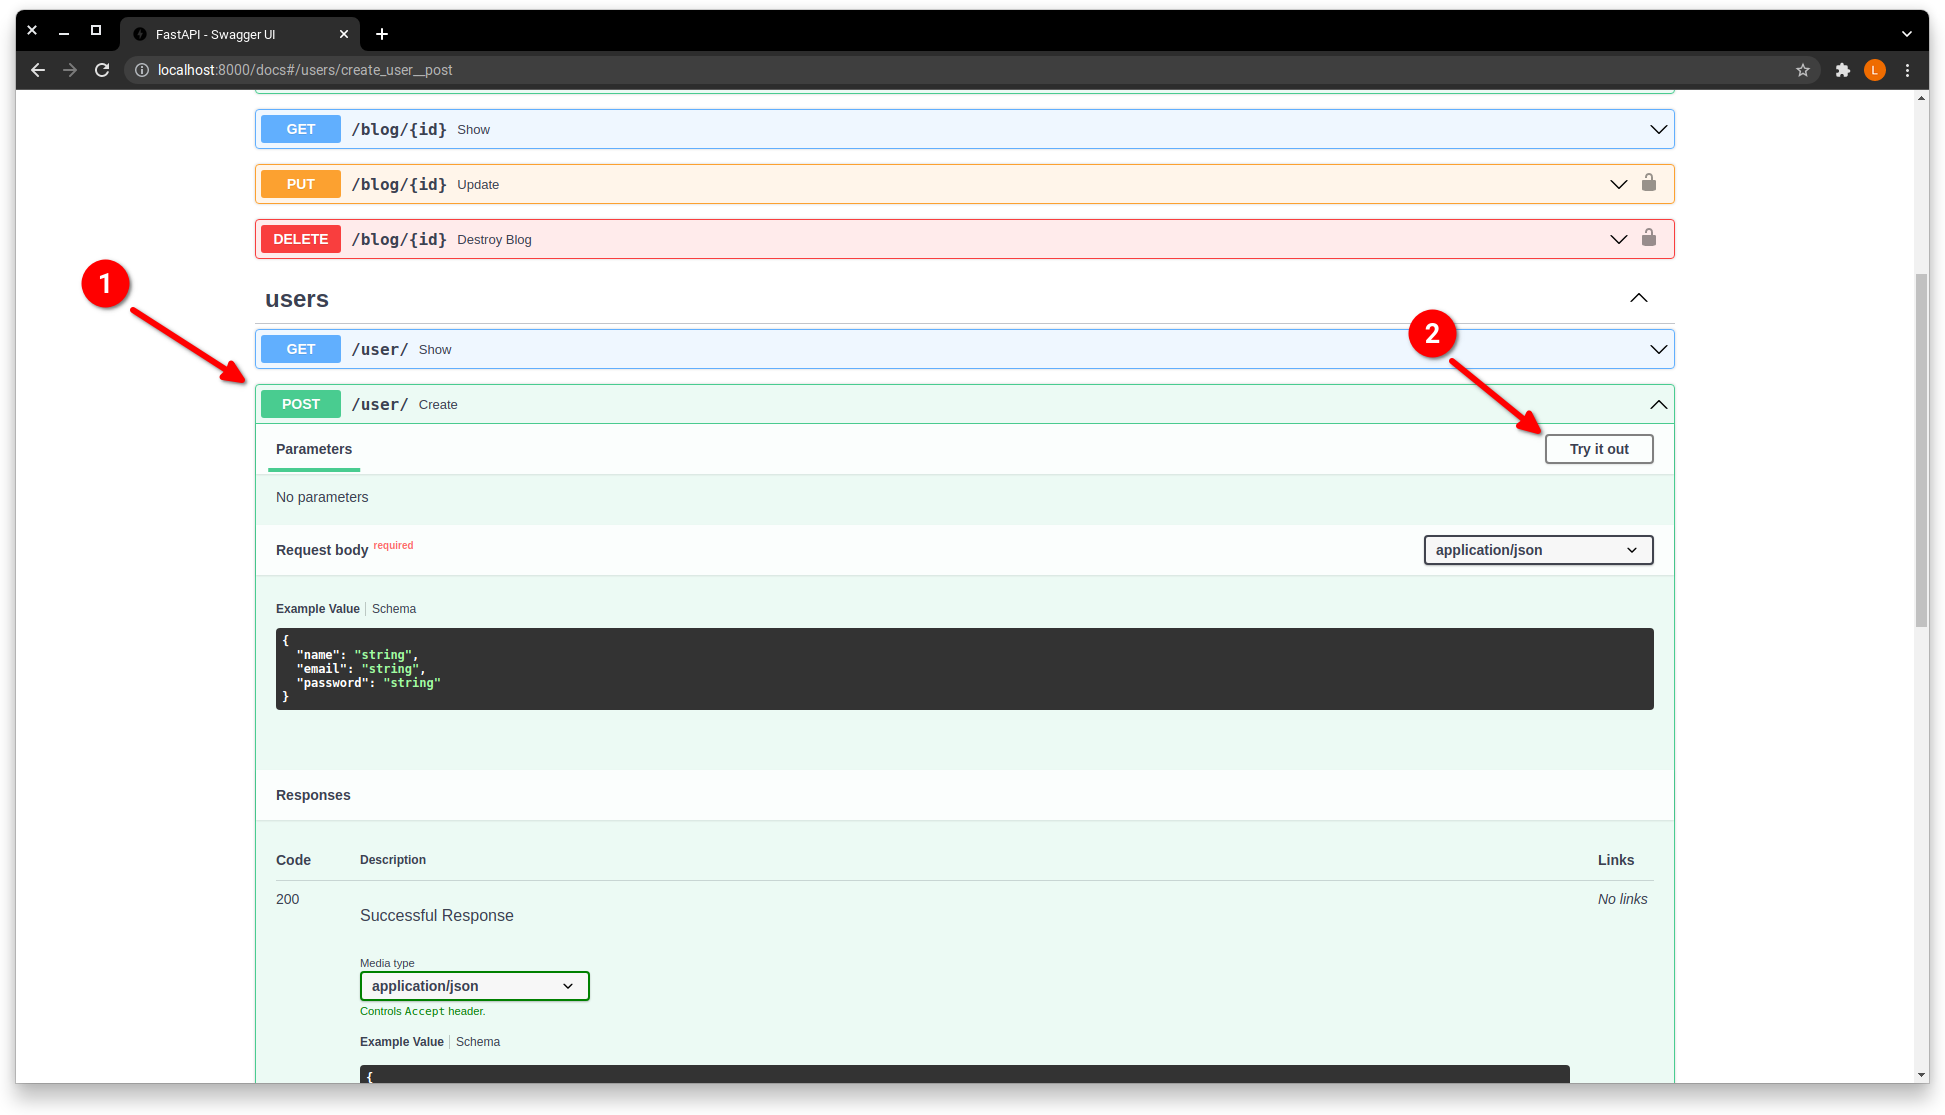 FastAPI - Swagger UI
localhost:8000/docs#/users/create_user__post
L
GET /blog/{id} Show
PUT /blog/{id} Update
DELETE /blog/{id} Destroy Blog
1
users
2
GET /user/ Show
POST /user/ Create
Parameters Try it out
No parameters
Request body required application/json
Example Value Schema
{
"name": "string",
"email": "string",
"password": "string"
}
Responses
Code Description Links
200 No links
Successful Response
Media type
application/json
Controls Accept header.
Example Value Schema
{